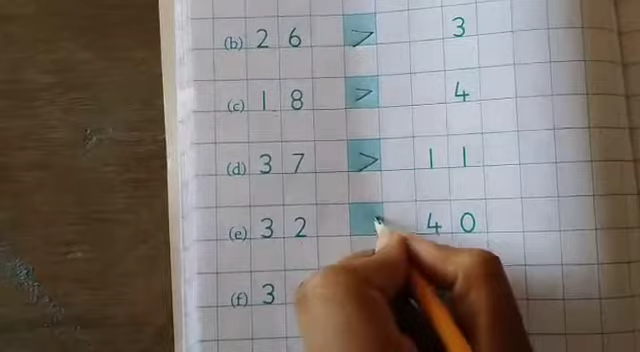 (b) 2 6 > 3
(c) 1 8 > 4
(d) 3 7 > 1 1
(e) 3 2 4 0
(f) 3